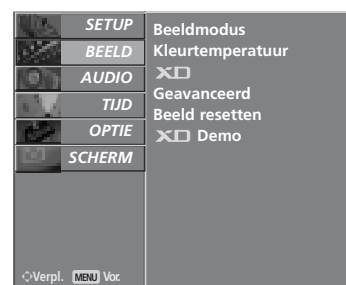 SETUP
BEELD
AUDIO
TIJD
OPTIE
SCHERM
Verpl. MENU Vor.
Beeldmodus
Kleurtemperatuur
XD
Geavanceerd
Beeld resetten
XD Demo